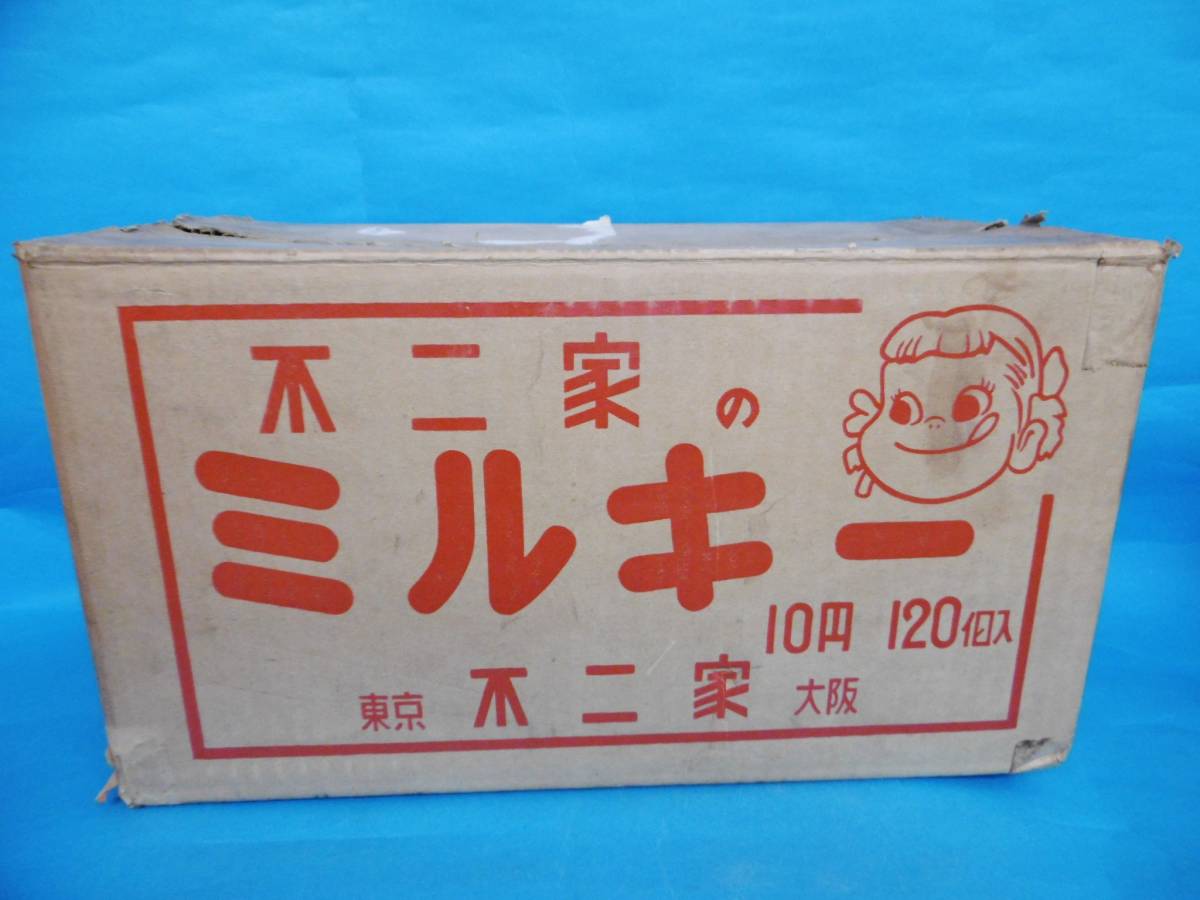 不二家の
ミルキー
10円 120個入
東京 不二家 大阪